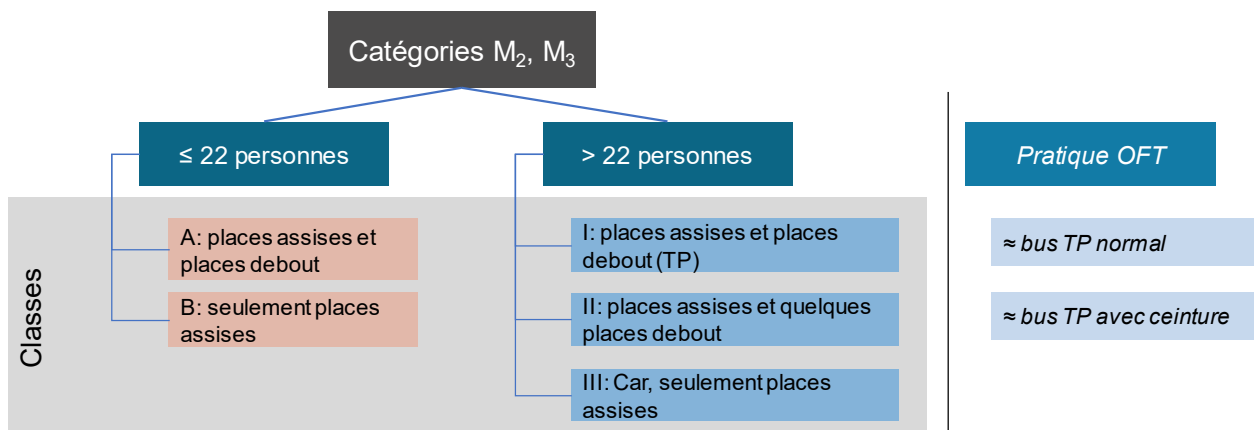 Catégories M₂, M₃
≤ 22 personnes
> 22 personnes
Pratique OFT
Classes
A: places assises et
places debout
B: seulement places
assises
I: places assises et places
debout (TP)
II: places assises et quelques
places debout
III: Car, seulement places
assises
≈ bus TP normal
≈ bus TP avec ceinture